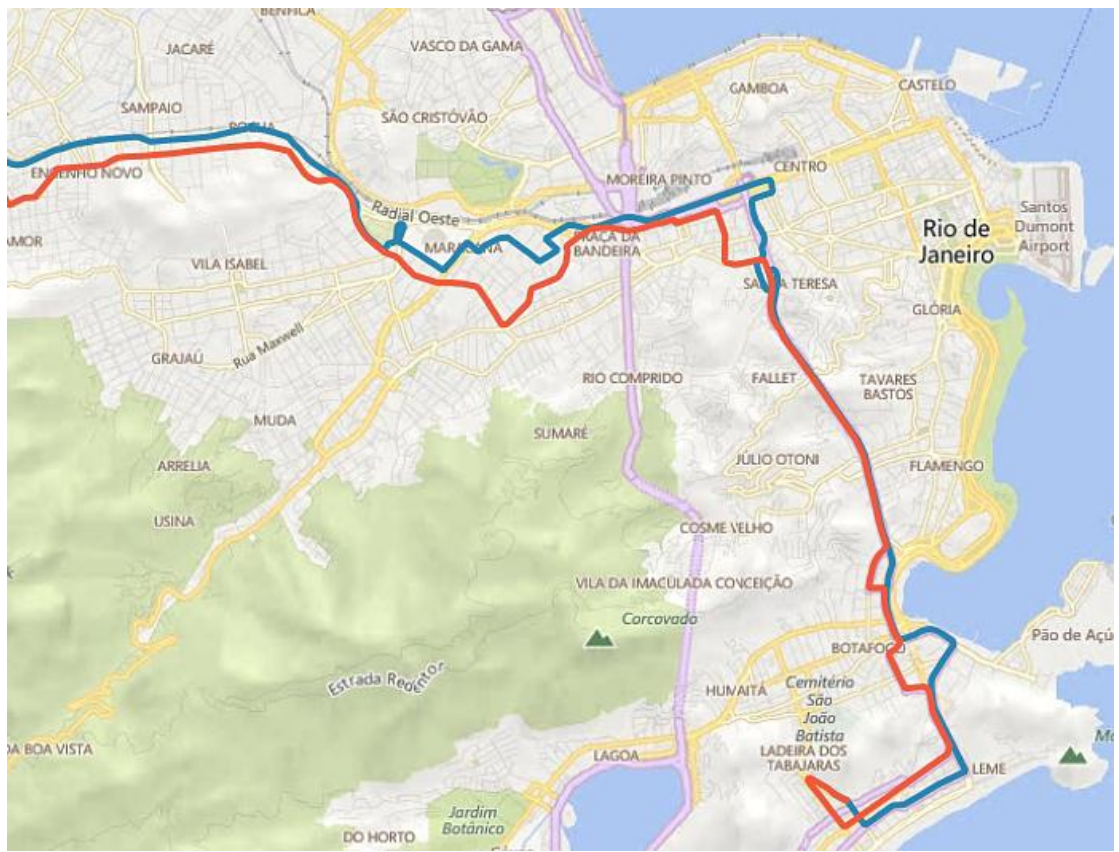 BENFICA
JACARÉ
VASCO DA GAMA
GAMBOA
CASTELO
SAMPAIO
SÃO CRISTÓVÃO
ROCHA
ENGENHO NOVO
MOREIRA PINTO
CENTRO
Radial Oeste
Santos
Dumont
Airport
Rio de
Janeiro
AMOR
MARACANÃ
PRAÇA DA
BANDEIRA
VILA ISABEL
SANTA TERESA
GLÓRIA
Rua Maxwell
GRAJAÚ
RIO COMPRIDO
FALLET
TAVARES
BASTOS
MUDA
SUMARÉ
JÚLIO OTONI
FLAMENGO
ARRELIA
USINA
COSME VELHO
VILA DA IMACULADA CONCEIÇÃO
Corcovado
Pão de Açú
BOTAFOGO
Estrada Redentor
HUMAITÁ
Cemitério
São
João
Batista
DA BOA VISTA
LAGOA
LADEIRA DOS
TABAJARAS
LEME
Jardim
Botânico
DO HORTO